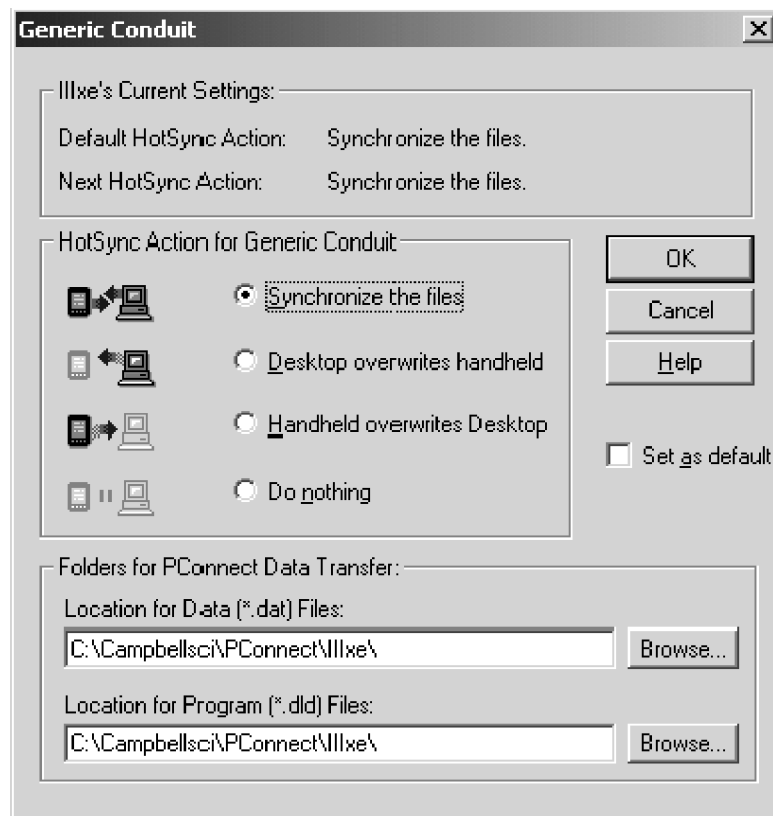 Generic Conduit
IIIxe's Current Settings:
Default HotSync Action: Synchronize the files.
Next HotSync Action: Synchronize the files.
HotSync Action for Generic Conduit
Synchronize the files
Desktop overwrites handheld
Handheld overwrites Desktop
Do nothing
OK
Cancel
Help
Set as default
Folders for PConnect Data Transfer:
Location for Data (*.dat) Files:
C:\Campbellsci\PConnect\IIIxe\
Browse...
Location for Program (*.dld) Files:
C:\Campbellsci\PConnect\IIIxe\
Browse...